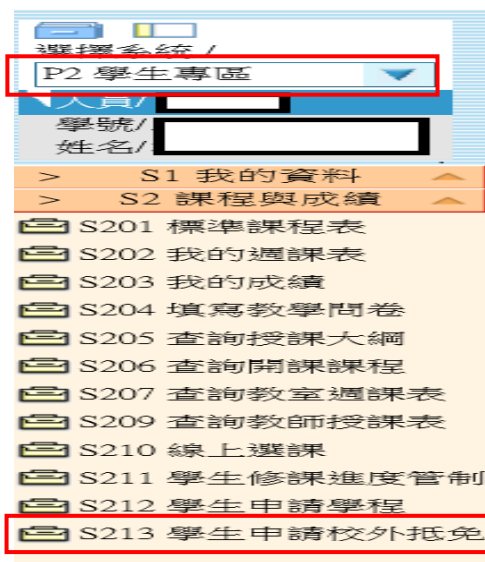 選擇系統/
P2 學生專區
人員/
學號/
姓名/
> S1 我的資料
> S2 課程與成績
S201 標準課程表
S202 我的週課表
S203 我的成績
S204 填寫教學問卷
S205 查詢授課大綱
S206 查詢開課課程
S207 查詢教室週課表
S209 查詢教師授課表
S210 線上選課
S211 學生修課進度管制
S212 學生申請學程
S213 學生申請校外抵免